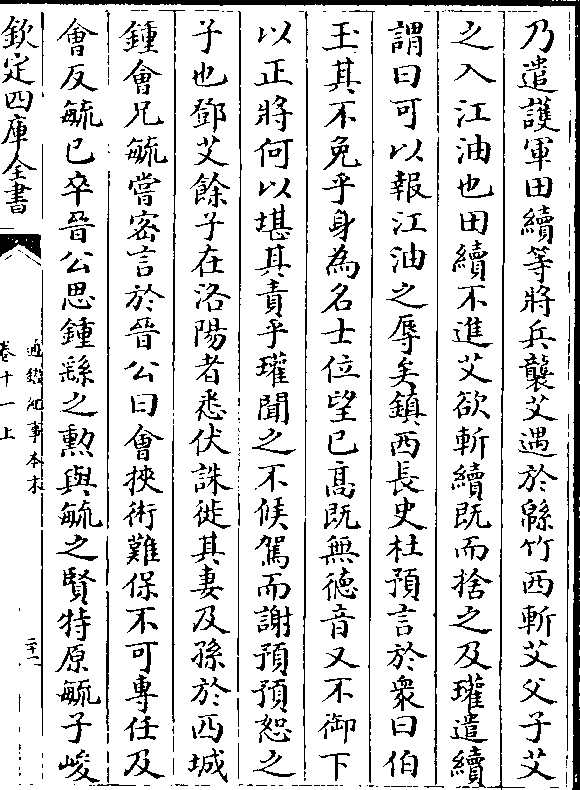 乃遣護軍田續等將兵襲艾遇於緜竹西斬艾父子艾
之入江油也田續不進艾欲斬續既而捨之及瓘遣續
謂曰可以報江油之辱矣鎮西長史杜預言於衆曰伯
玉其不免乎身為名士位望已髙既無徳音又不御下
以正將何以堪其責乎瓘聞之不候駕而謝預預恕之
子也鄧艾餘子在洛陽者悉伏誅徙其妻及孫於西城
鍾會兄毓嘗密言於晉公曰會挾術難保不可專任及
會反毓已卒晉公思鍾繇之勲與毓之賢特原毓子峻
欽定四庫全書
通鑑紀事本末
卷十一上